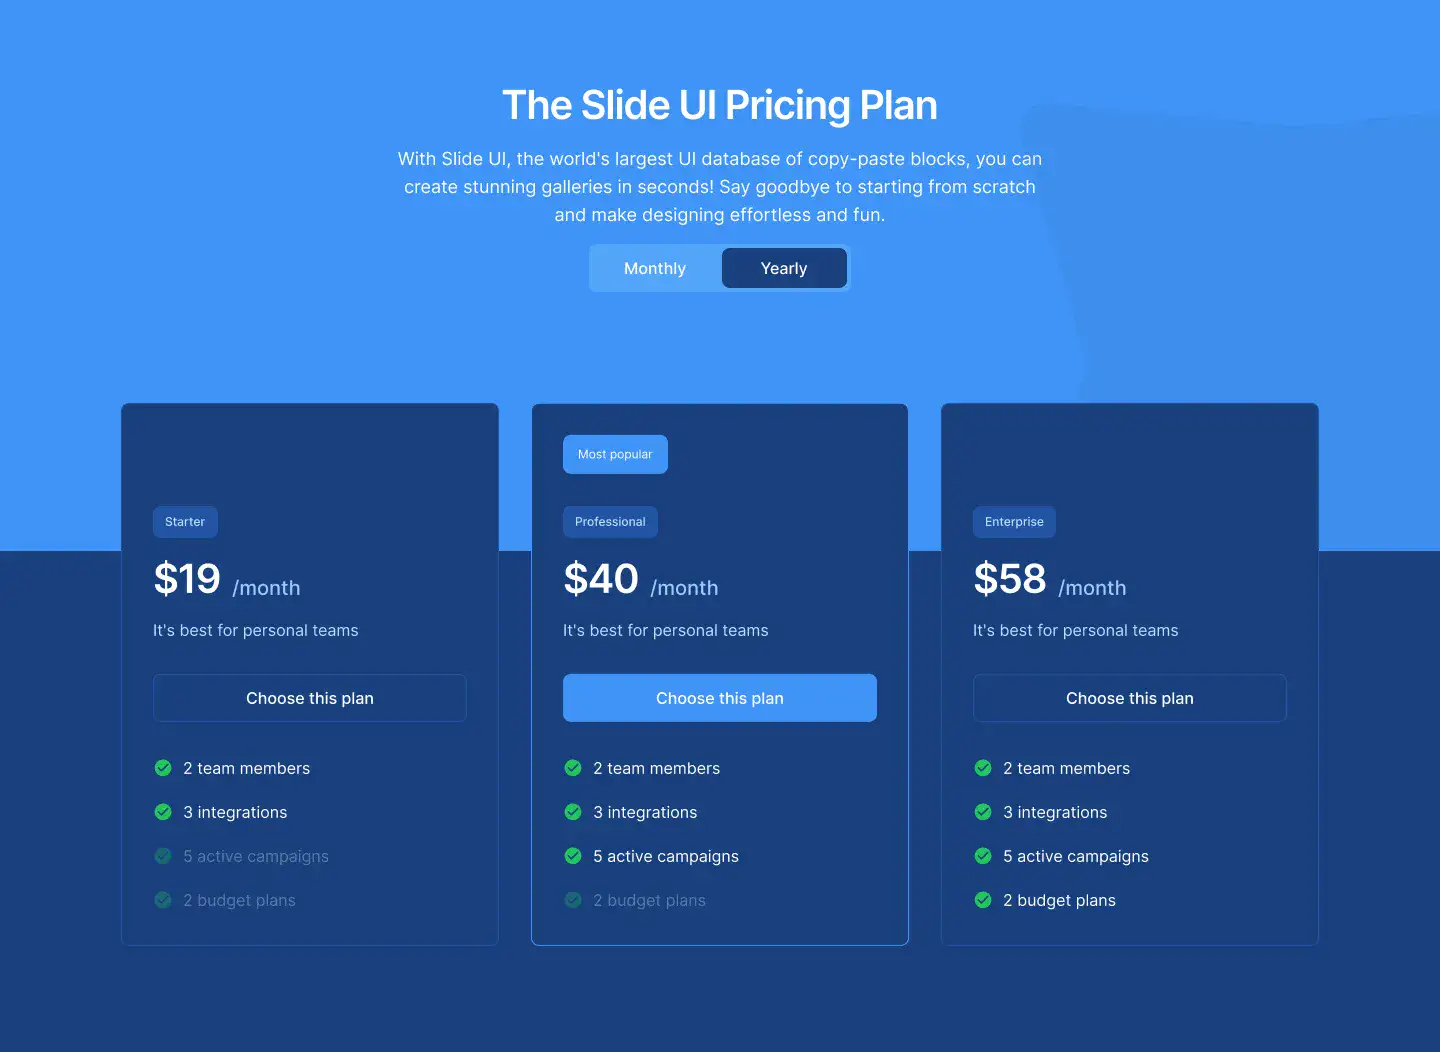 The Slide UI Pricing Plan
With Slide UI, the world's largest UI database of copy-paste blocks, you can
create stunning galleries in seconds! Say goodbye to starting from scratch
and make designing effortless and fun.
Monthly
Yearly
Starter
$19 /month
It's best for personal teams
Choose this plan
2 team members
3 integrations
5 active campaigns
2 budget plans
Most popular
Professional
$40 /month
It's best for personal teams
Choose this plan
2 team members
3 integrations
5 active campaigns
2 budget plans
Enterprise
$58 /month
It's best for personal teams
Choose this plan
2 team members
3 integrations
5 active campaigns
2 budget plans